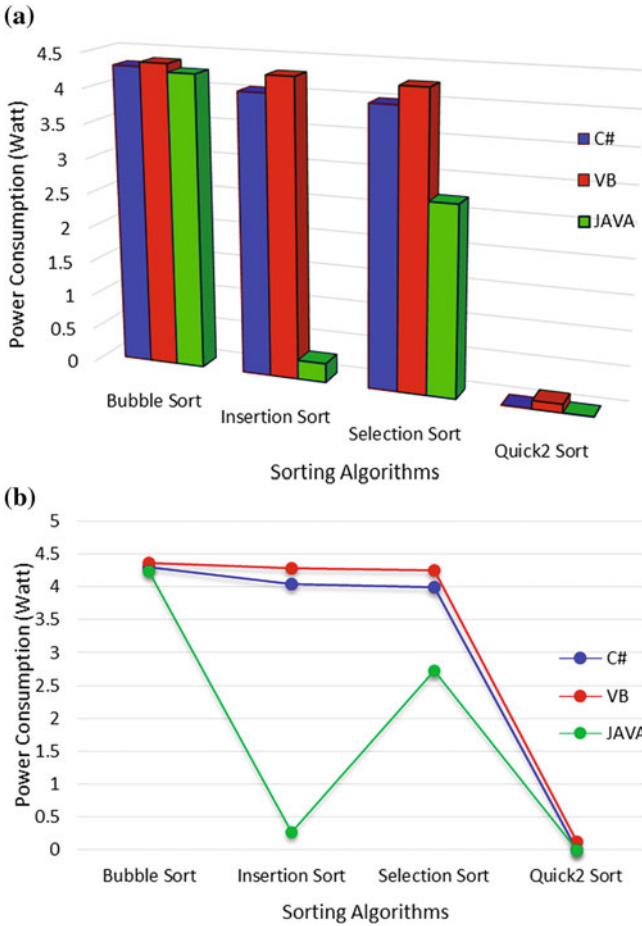 (a)
4.5
4
3.5
3
2.5
2
1.5
1
0.5
0
Power Consumption (Watt)
C#
VB
JAVA
Bubble Sort
Insertion Sort
Selection Sort
Quick2 Sort
Sorting Algorithms
(b)
5
4.5
4
3.5
3
2.5
2
1.5
1
0.5
0
Power Consumption (Watt)
C#
VB
JAVA
Bubble Sort
Insertion Sort
Selection Sort
Quick2 Sort
Sorting Algorithms